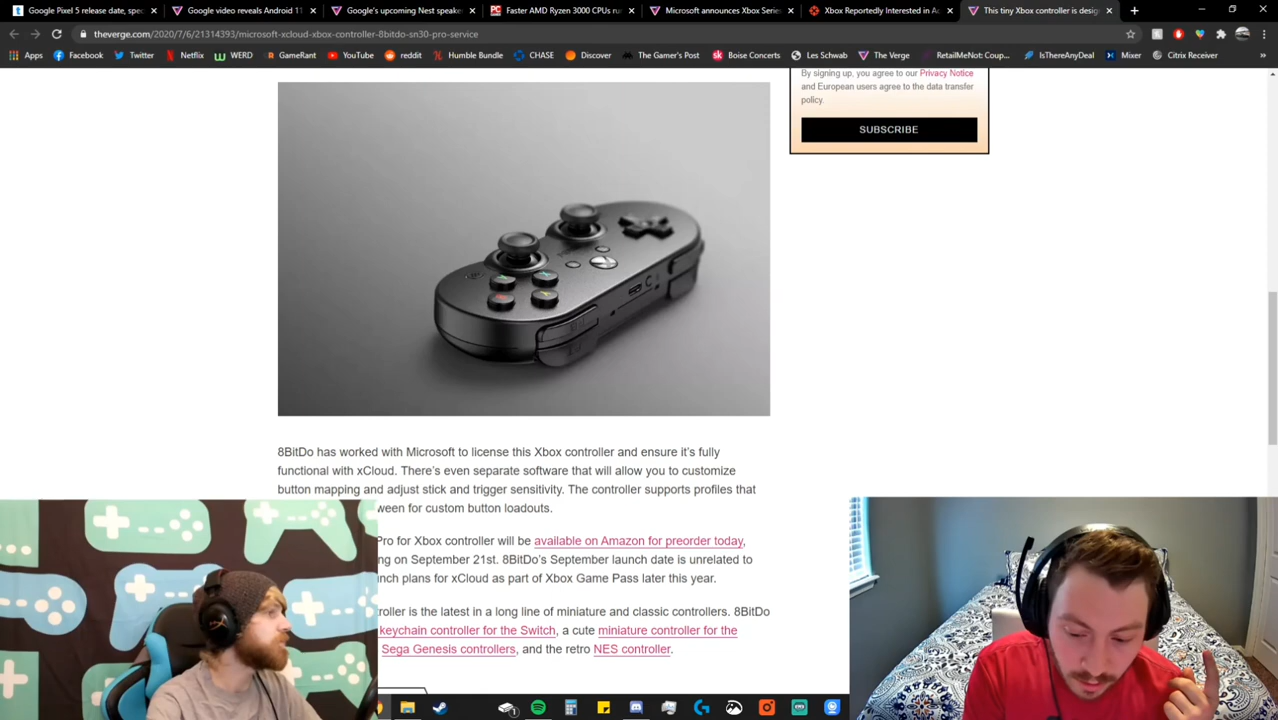 Google Pixel 5 release date, spec
Google video reveals Android 11
Google's upcoming Nest speaker
Faster AMD Ryzen 3000 CPUs
Microsoft announces Xbox Series
Xbox Reportedly Interested in
This tiny Xbox controller is desig
theverge.com/2020/7/6/21314393/microsoft-xcloud-xbox-controller-8bitdo-sn30-pro-service
Apps Facebook Twitter Netflix WERD GameRant YouTube reddit Humble Bundle CHASE Discover The Gamer's Post Boise Concerts Les Schwab The Verge RetailMeNot: Coup... IsThereAnyDeal Mixer Citrix Receiver
By signing up, you agree to our Privacy Notice
and European users agree to the data transfer
policy.
SUBSCRIBE
8BitDo has worked with Microsoft to license this Xbox controller and ensure it's fully
functional with xCloud. There's even separate software that will allow you to customize
button mapping and adjust stick and trigger sensitivity. The controller supports profiles that
ween for custom button loadouts.
Pro for Xbox controller will be available on Amazon for preorder today,
ng on September 21st. 8BitDo's September launch date is unrelated to
nch plans for xCloud as part of Xbox Game Pass later this year.
troller is the latest in a long line of miniature and classic controllers. 8BitDo
keychain controller for the Switch, a cute miniature controller for the
Sega Genesis controllers, and the retro NES controller.